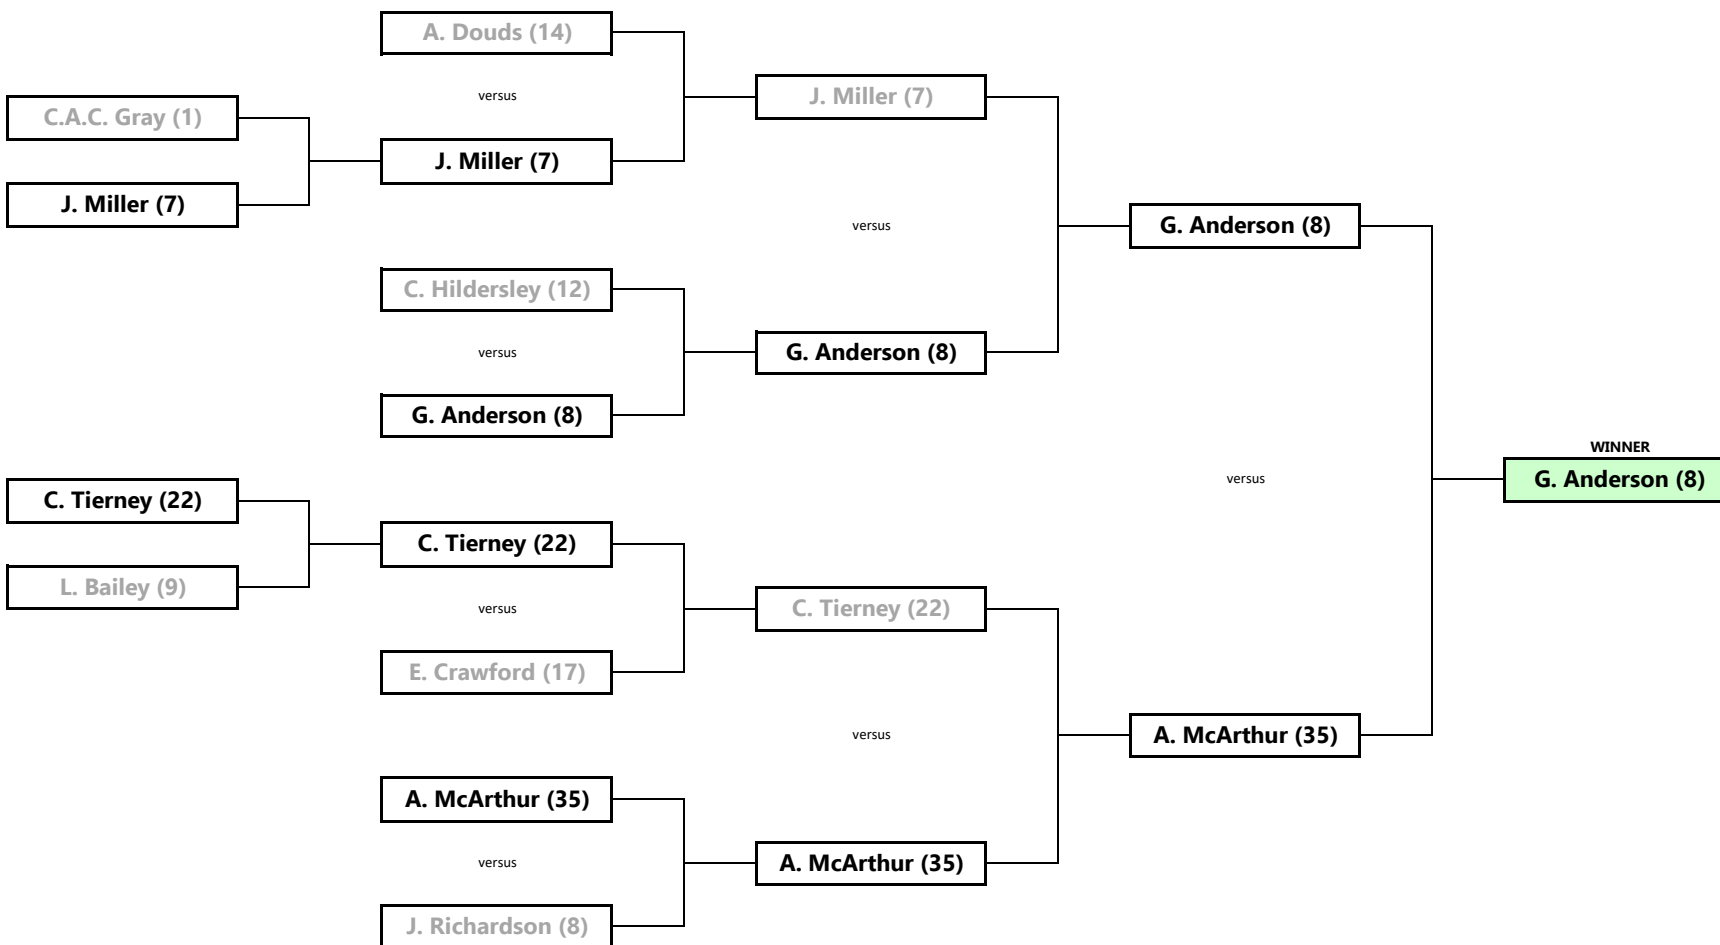 A. Douds (14)
versus
J. Miller (7)
C.A.C. Gray (1)
J. Miller (7)
J. Miller (7)
versus
G. Anderson (8)
C. Hildersley (12)
versus
G. Anderson (8)
G. Anderson (8)
WINNER
G. Anderson (8)
versus
C. Tierney (22)
C. Tierney (22)
L. Bailey (9)
versus
C. Tierney (22)
E. Crawford (17)
versus
A. McArthur (35)
A. McArthur (35)
versus
A. McArthur (35)
J. Richardson (8)